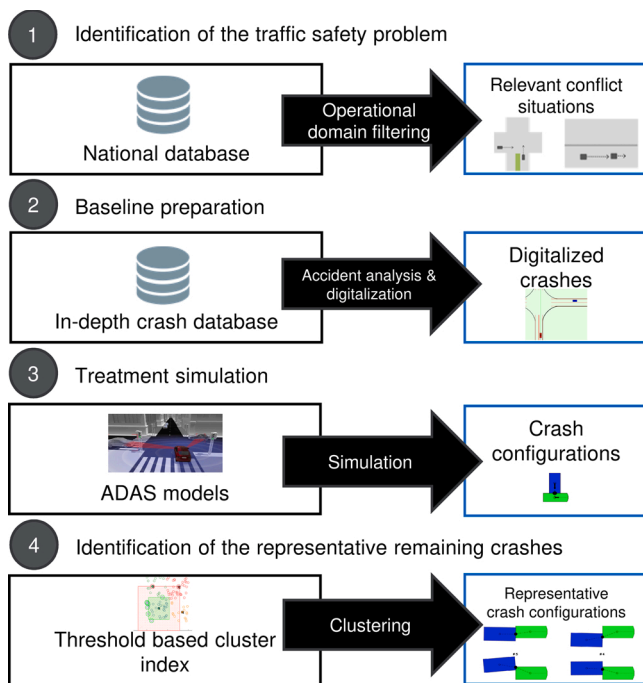 1
Identification of the traffic safety problem
National database
Operational
domain filtering
Relevant conflict
situations
2
Baseline preparation
In-depth crash database
Accident analysis &
digitalization
Digitalized
crashes
3
Treatment simulation
ADAS models
Simulation
Crash
configurations
4
Identification of the representative remaining crashes
Threshold based cluster
index
Clustering
Representative
crash configurations